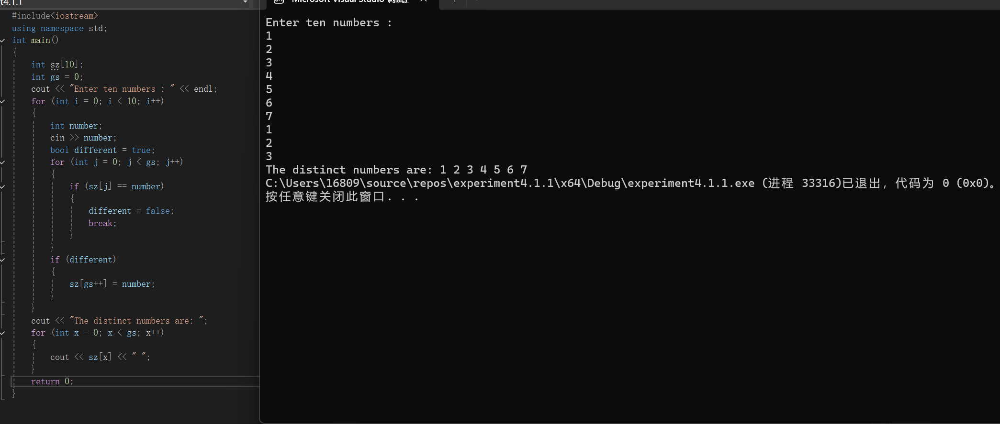 t4.1.1
#include<iostream>
using namespace std;
int main()
{
int sz[10];
int gs = 0;
cout << "Enter ten numbers : " << endl;
for (int i = 0; i < 10; i++)
{
int number;
cin >> number;
bool different = true;
for (int j = 0; j < gs; j++)
{
if (sz[j] == number)
{
different = false;
break;
}
}
if (different)
{
sz[gs++] = number;
}
}
cout << "The distinct numbers are: ";
for (int x = 0; x < gs; x++)
{
cout << sz[x] << " ";
}
return 0;
}
Microsoft Visual Studio 调试
Enter ten numbers :
1
2
3
4
5
6
7
1
2
3
The distinct numbers are: 1 2 3 4 5 6 7
C:\Users\16809\source\repos\experiment4.1.1\x64\Debug\experiment4.1.1.exe (进程 33316)已退出，代码为 0 (0x0)。
按任意键关闭此窗口. . .